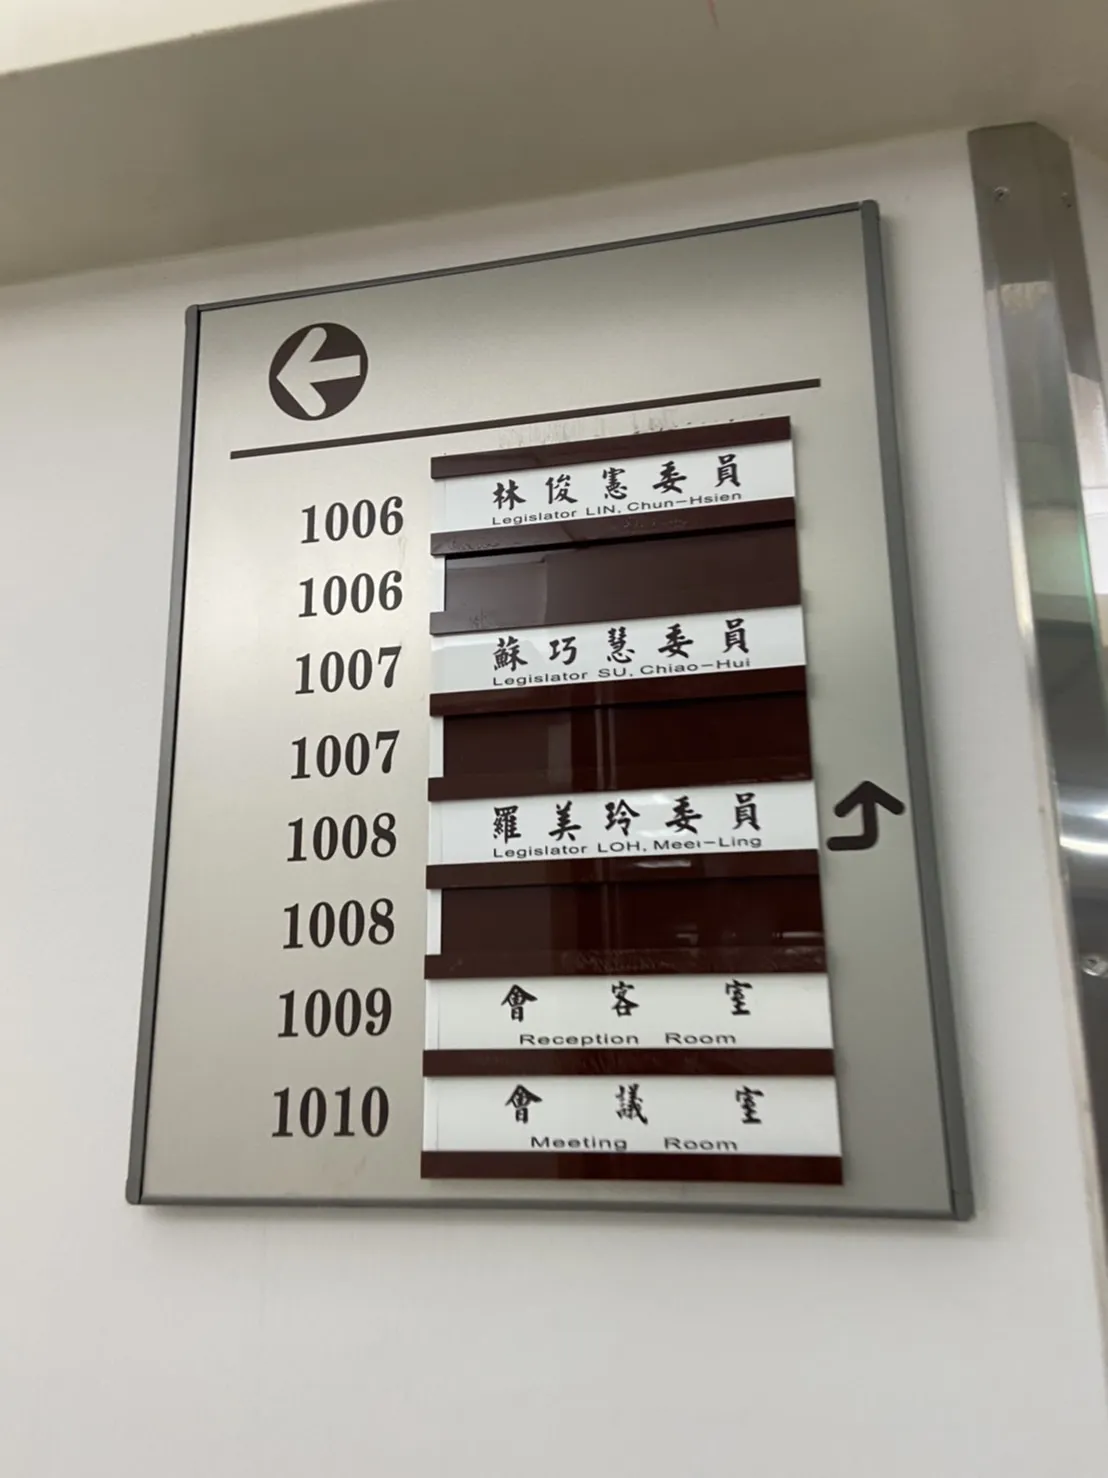 1006 林俊憲委員
Legislator LIN, Chun-Hsien
1006
1007 蘇巧慧委員
Legislator SU, Chiao-Hui
1007
1008 羅美玲委員
Legislator LOH, Meei-Ling
1008
1009 會客室
Reception Room
1010 會議室
Meeting Room